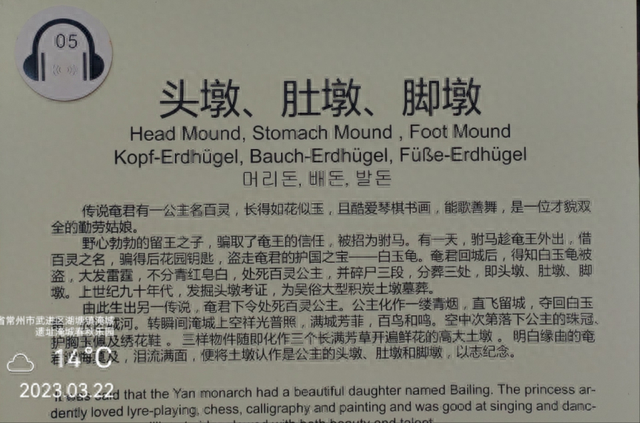 05
头墩、肚墩、脚墩
Head Mound, Stomach Mound , Foot Mound
Kopf-Erdhügel, Bauch-Erdhügel, Füße-Erdhügel
머리돈, 배돈, 발돈
传说奄君有一公主名百灵，长得如花似玉，且酷爱琴棋书画，能歌善舞，是一位才貌双
全的勤劳姑娘。
野心勃勃的留王之子，骗取了奄王的信任，被招为驸马。有一天，驸马趁奄王外出，借
百灵之名，骗得后花园钥匙，盗走奄君的护国之宝——白玉龟。奄君回城后，得知白玉龟被
盗，大发雷霆，不分青红皂白，处死百灵公主，并碎尸三段，分葬三处，即头墩、肚墩、脚
墩。上世纪九十年代，发掘头墩考证，为吴俗大型积炭土墩墓葬。
由此生出另一传说，奄君下令处死百灵公主。公主化作一缕青烟，直飞留城，夺回白玉
城河。转瞬间淹城上空祥光普照，满城芳菲，百鸟和鸣。空中次第落下公主的珠冠、
护胸玉佩及绣花鞋。三样物件随即化作三个长满芳草开遍鲜花的高大土墩。明白缘由的奄
及，泪流满面，便将土墩认作是公主的头墩、肚墩和脚墩，以志纪念。
14°C
2023.03.22
It was said that the Yan monarch had a beautiful daughter named Bailing. The princess ar-
dently loved lyre-playing, chess, calligraphy and painting and was good at singing and danc-